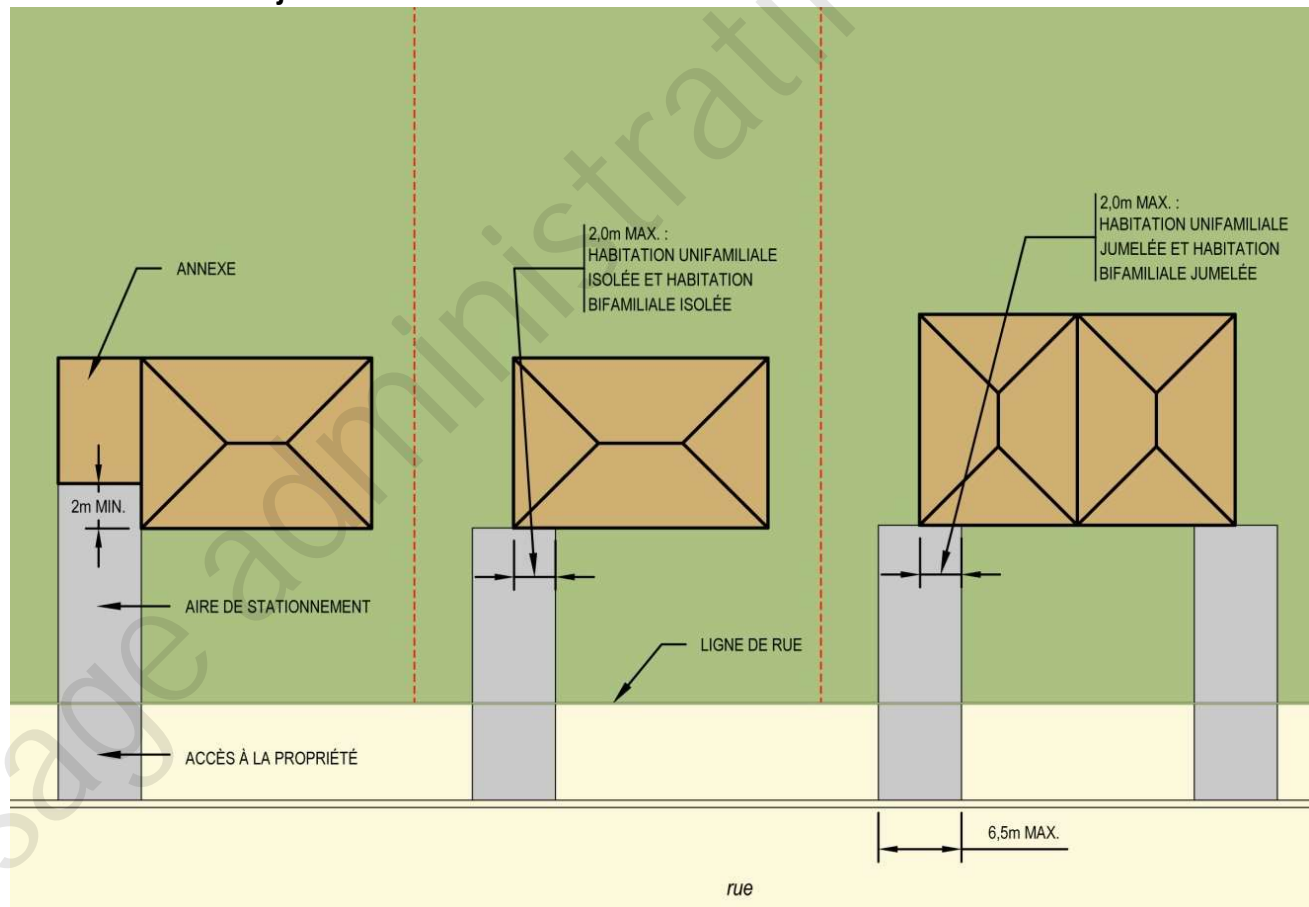 2,0m MAX. :
HABITATION UNIFAMILIALE
JUMELÉE ET HABITATION
BIFAMILIALE JUMELÉE
2,0m MAX. :
HABITATION UNIFAMILIALE
ISOLÉE ET HABITATION
BIFAMILIALE ISOLÉE
ANNEXE
2m MIN.
AIRE DE STATIONNEMENT
LIGNE DE RUE
ACCÈS À LA PROPRIÉTÉ
6,5m MAX.
rue